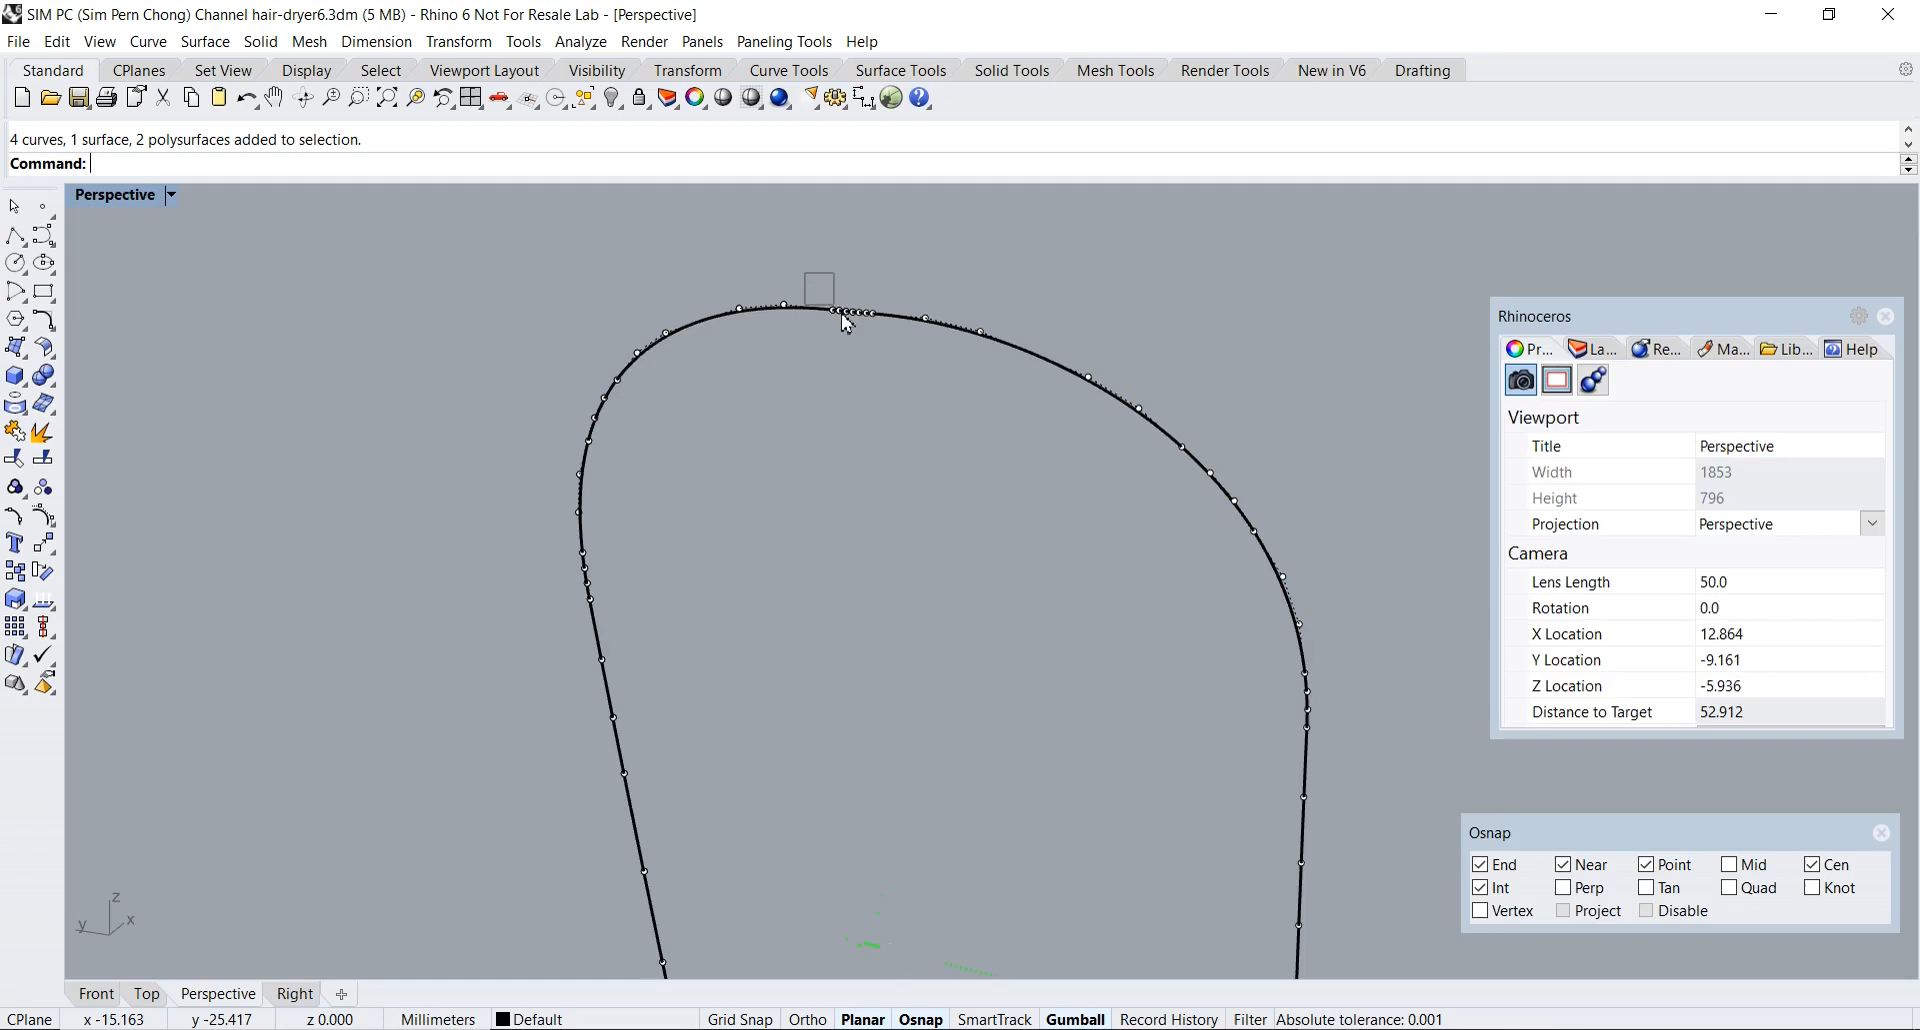 SIM PC (Sim Pern Chong) Channel hair-dryer6.3dm (5 MB) - Rhino 6 Not For Resale Lab - [Perspective]
File Edit View Curve Surface Solid Mesh Dimension Transform Tools Analyze Render Panels Paneling Tools Help
Standard CPlanes Set View Display Select Viewport Layout Visibility Transform Curve Tools Surface Tools Solid Tools Mesh Tools Render Tools New in V6 Drafting
4 curves, 1 surface, 2 polysurfaces added to selection.
Command:
Perspective
Rhinoceros
Pr... La... Re... Ma... Lib... Help
Viewport
Title Perspective
Width 1853
Height 796
Projection Perspective
Camera
Lens Length 50.0
Rotation 0.0
X Location 12.864
Y Location -9.161
Z Location -5.936
Distance to Target 52.912
Osnap
End Near Point Mid Cen
Int Perp Tan Quad Knot
Vertex Project Disable
z
y x
Front Top Perspective Right
CPlane x -15.163 y -25.417 z 0.000 Millimeters Default Grid Snap Ortho Planar Osnap SmartTrack Gumball Record History Filter Absolute tolerance: 0.001